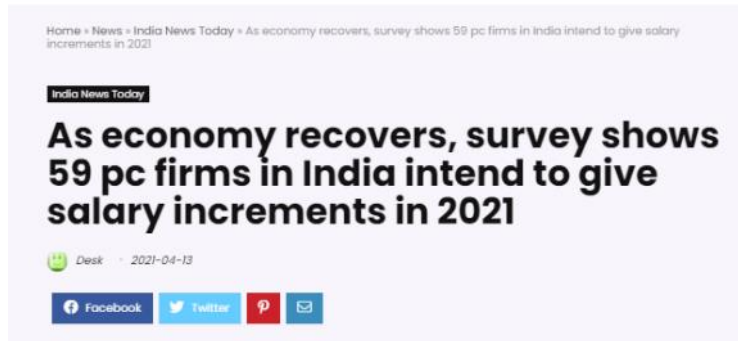 Home » News » India News Today » As economy recovers, survey shows 59 pc firms in India intend to give salary
increments in 2021
India News Today
As economy recovers, survey shows
59 pc firms in India intend to give
salary increments in 2021
Desk · 2021-04-13
Facebook Twitter